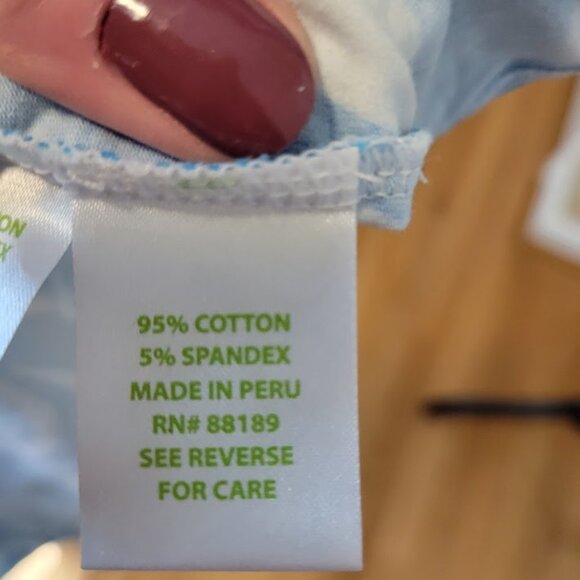 95% COTTON
5% SPANDEX
MADE IN PERU
RN# 88189
SEE REVERSE
FOR CARE